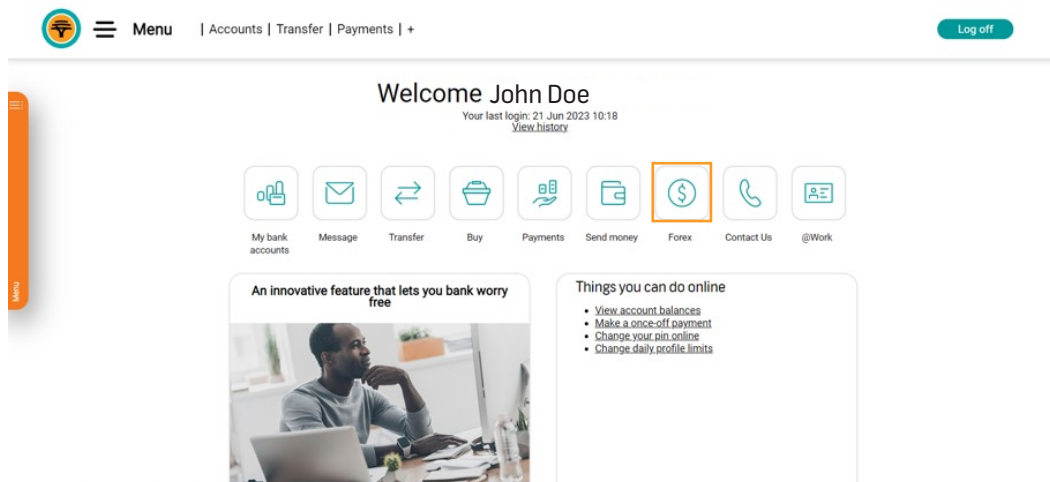 Menu | Accounts | Transfer | Payments | +
Log off
Welcome John Doe
Your last login: 21 Jun 2023 10:18
View history
My bank
accounts
Message
Transfer
Buy
Payments
Send money
Forex
Contact Us
@Work
Menu
An innovative feature that lets you bank worry
free
Things you can do online
• View account balances
• Make a once-off payment
• Change your pin online
• Change daily profile limits